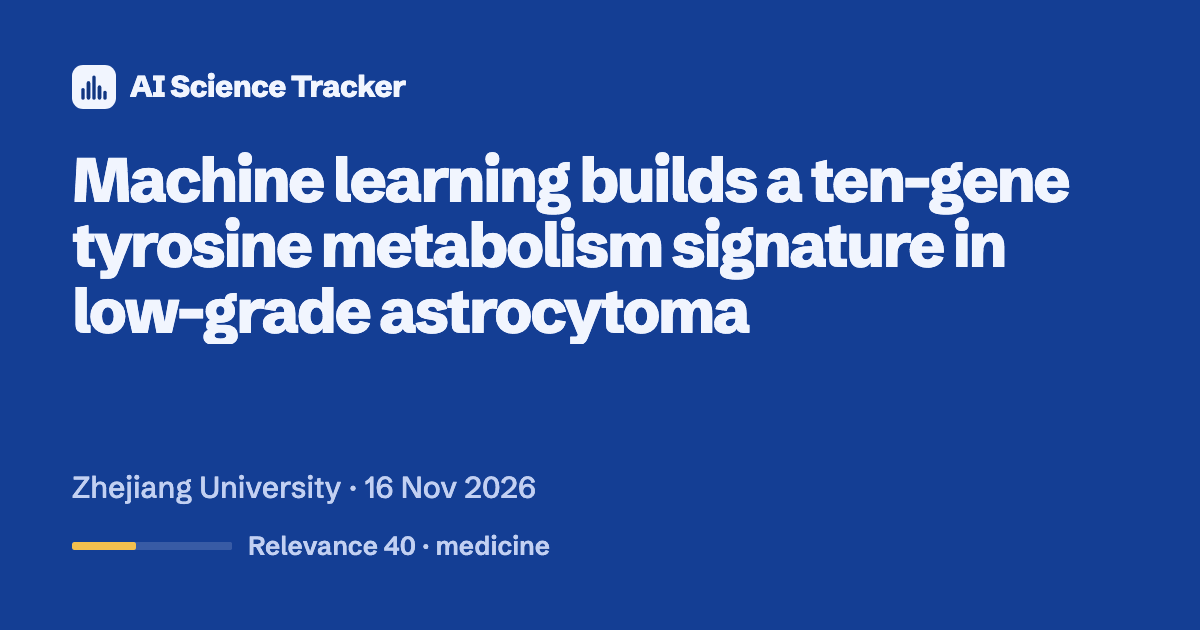 AI Science Tracker
Machine learning builds a ten-gene
tyrosine metabolism signature in
low-grade astrocytoma
Zhejiang University · 16 Nov 2026
Relevance 40 · medicine